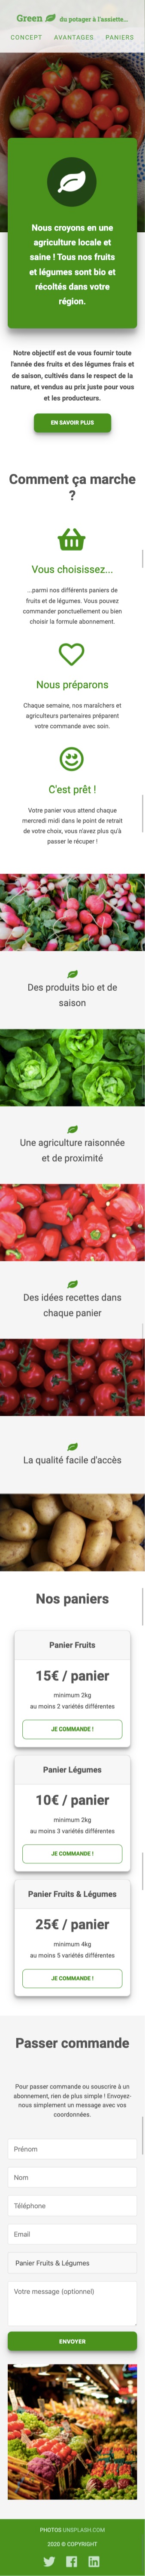 Green du potager à l'assiette...
CONCEPT AVANTAGES PANIERS
Nous croyons en une
agriculture locale et
saine ! Tous nos fruits
et légumes sont bio et
récoltés dans votre
région.
Notre objectif est de vous fournir toute
l'année des fruits et des légumes frais et
de saison, cultivés dans le respect de la
nature, et vendus au prix juste pour vous
et les producteurs.
EN SAVOIR PLUS
Comment ça marche
?
Vous choisissez...
...parmi nos différents paniers de
fruits et de légumes. Vous pouvez
commander ponctuellement ou bien
choisir la formule abonnement.
Nous préparons
Chaque semaine, nos maraîchers et
agriculteurs partenaires préparent
votre commande avec soin.
C'est prêt !
Votre panier vous attend chaque
mercredi midi dans le point de retrait
de votre choix, vous n'avez plus qu'à
passer le récuper !
Des produits bio et de
saison
Une agriculture raisonnée
et de proximité
Des idées recettes dans
chaque panier
La qualité facile d'accès
Nos paniers
Panier Fruits
15€ / panier
minimum 2kg
au moins 2 variétés différentes
JE COMMANDE !
Panier Légumes
10€ / panier
minimum 2kg
au moins 3 variétés différentes
JE COMMANDE !
Panier Fruits & Légumes
25€ / panier
minimum 4kg
au moins 5 variétés différentes
JE COMMANDE !
Passer commande
Pour passer commande ou souscrire à un
abonnement, rien de plus simple ! Envoyez-
nous simplement un message avec vos
coordonnées.
Prénom
Nom
Téléphone
Email
Panier Fruits & Légumes
Votre message (optionnel)
ENVOYER
PHOTOS UNSPLASH.COM
2020 © COPYRIGHT